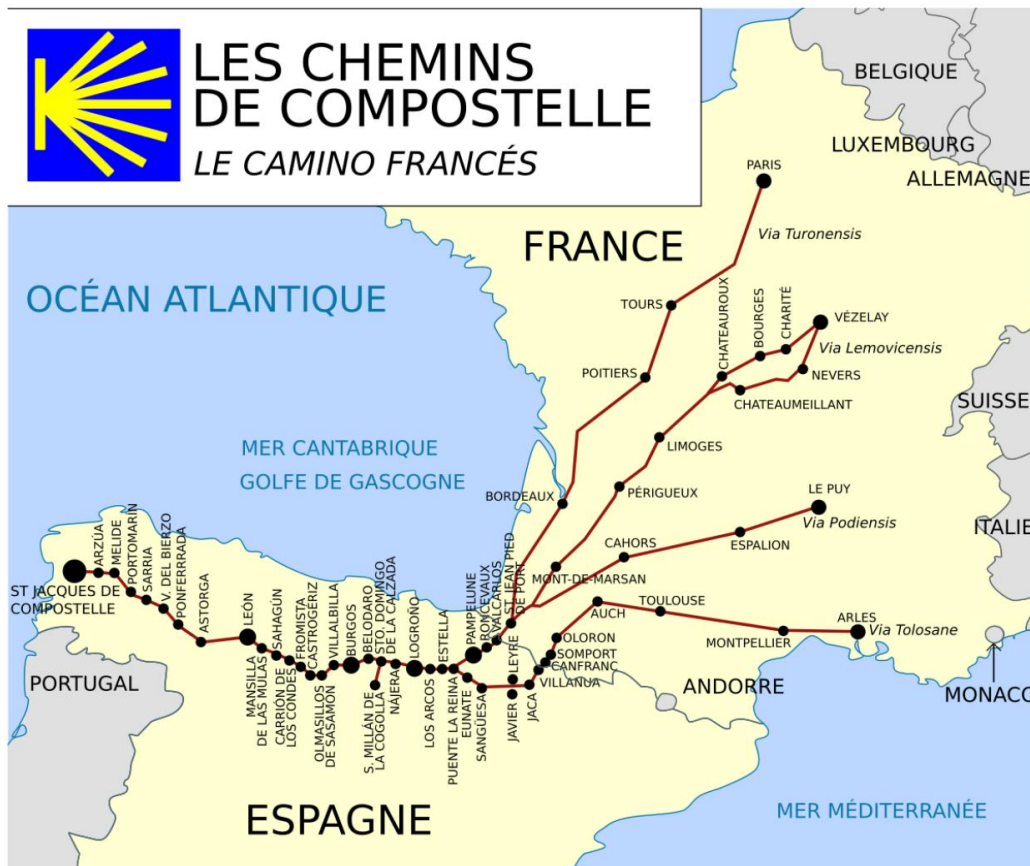 LES CHEMINS
DE COMPOSTELLE
LE CAMINO FRANCÉS
BELGIQUE
LUXEMBOURG
ALLEMAGNE
PARIS
Via Turonensis
FRANCE
OCÉAN ATLANTIQUE
TOURS
CHATEAUROUX
BOURGES
CHARITÉ
VÉZELAY
Via Lemovicensis
POITIERS
NEVERS
CHATEAUMEILLANT
SUISSE
MER CANTABRIQUE
GOLFE DE GASCOGNE
LIMOGES
BORDEAUX
PÉRIGUEUX
LE PUY
Via Podiensis
ITALIE
ESPALION
CAHORS
MONT-DE-MARSAN
ST JACQUES DE
COMPOSTELLE
ARZÚA
MELIDE
PORTOMARÍN
SARRIA
V. DEL BIERZO
PONFERRRADA
ASTORGA
LEÓN
MANSILLA
DE LAS MULAS
SAHAGÚN
CARRIÓN DE
LOS CONDES
FROMISTA
CASTROGÉRIZ
OLMASILLOS
DE SASAMÓN
VILLALBILLA
BURGOS
BELODARO
STO. DOMINGO
DE LA CALZADA
S. MILLÁN DE
LA COGOLLA
NÁJERA
LOGROÑO
LOS ARCOS
ESTELLA
PUENTE LA REINA
EUNATE
PAMPELUNE
SANGÜESA
RONCEVAUX
VALCARLOS
ST JEAN PIED
DE PORT
LEYRE
JAVIER
JACA
VILLANUA
CANFRANC
SOMPORT
OLORON
AUCH
TOULOUSE
MONTPELLIER
ARLES
Via Tolosane
PORTUGAL
ANDORRE
MONACO
ESPAGNE
MER MÉDITERRANÉE